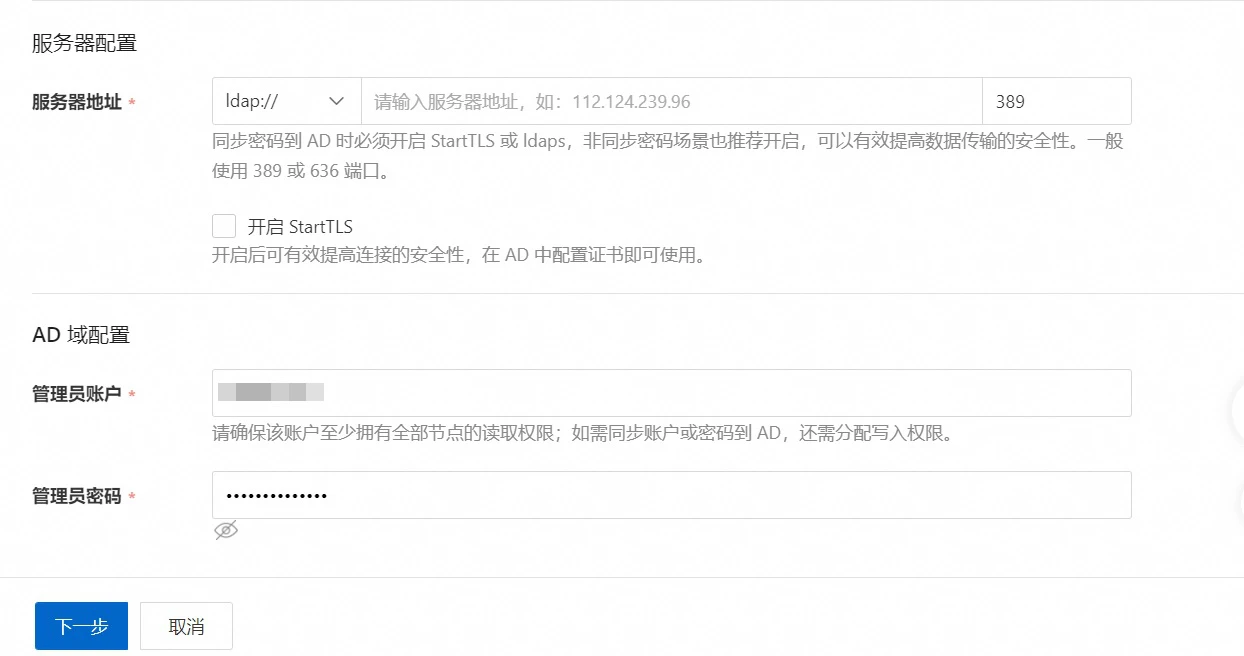 服务器配置
服务器地址 *
ldap://
请输入服务器地址，如：112.124.239.96
389
同步密码到 AD 时必须开启 StartTLS 或 ldaps，非同步密码场景也推荐开启，可以有效提高数据传输的安全性。一般
使用 389 或 636 端口。
开启 StartTLS
开启后可有效提高连接的安全性，在 AD 中配置证书即可使用。
AD 域配置
管理员账户 *
请确保该账户至少拥有全部节点的读取权限；如需同步账户或密码到 AD，还需分配写入权限。
管理员密码 *
••••••••••••••
下一步
取消